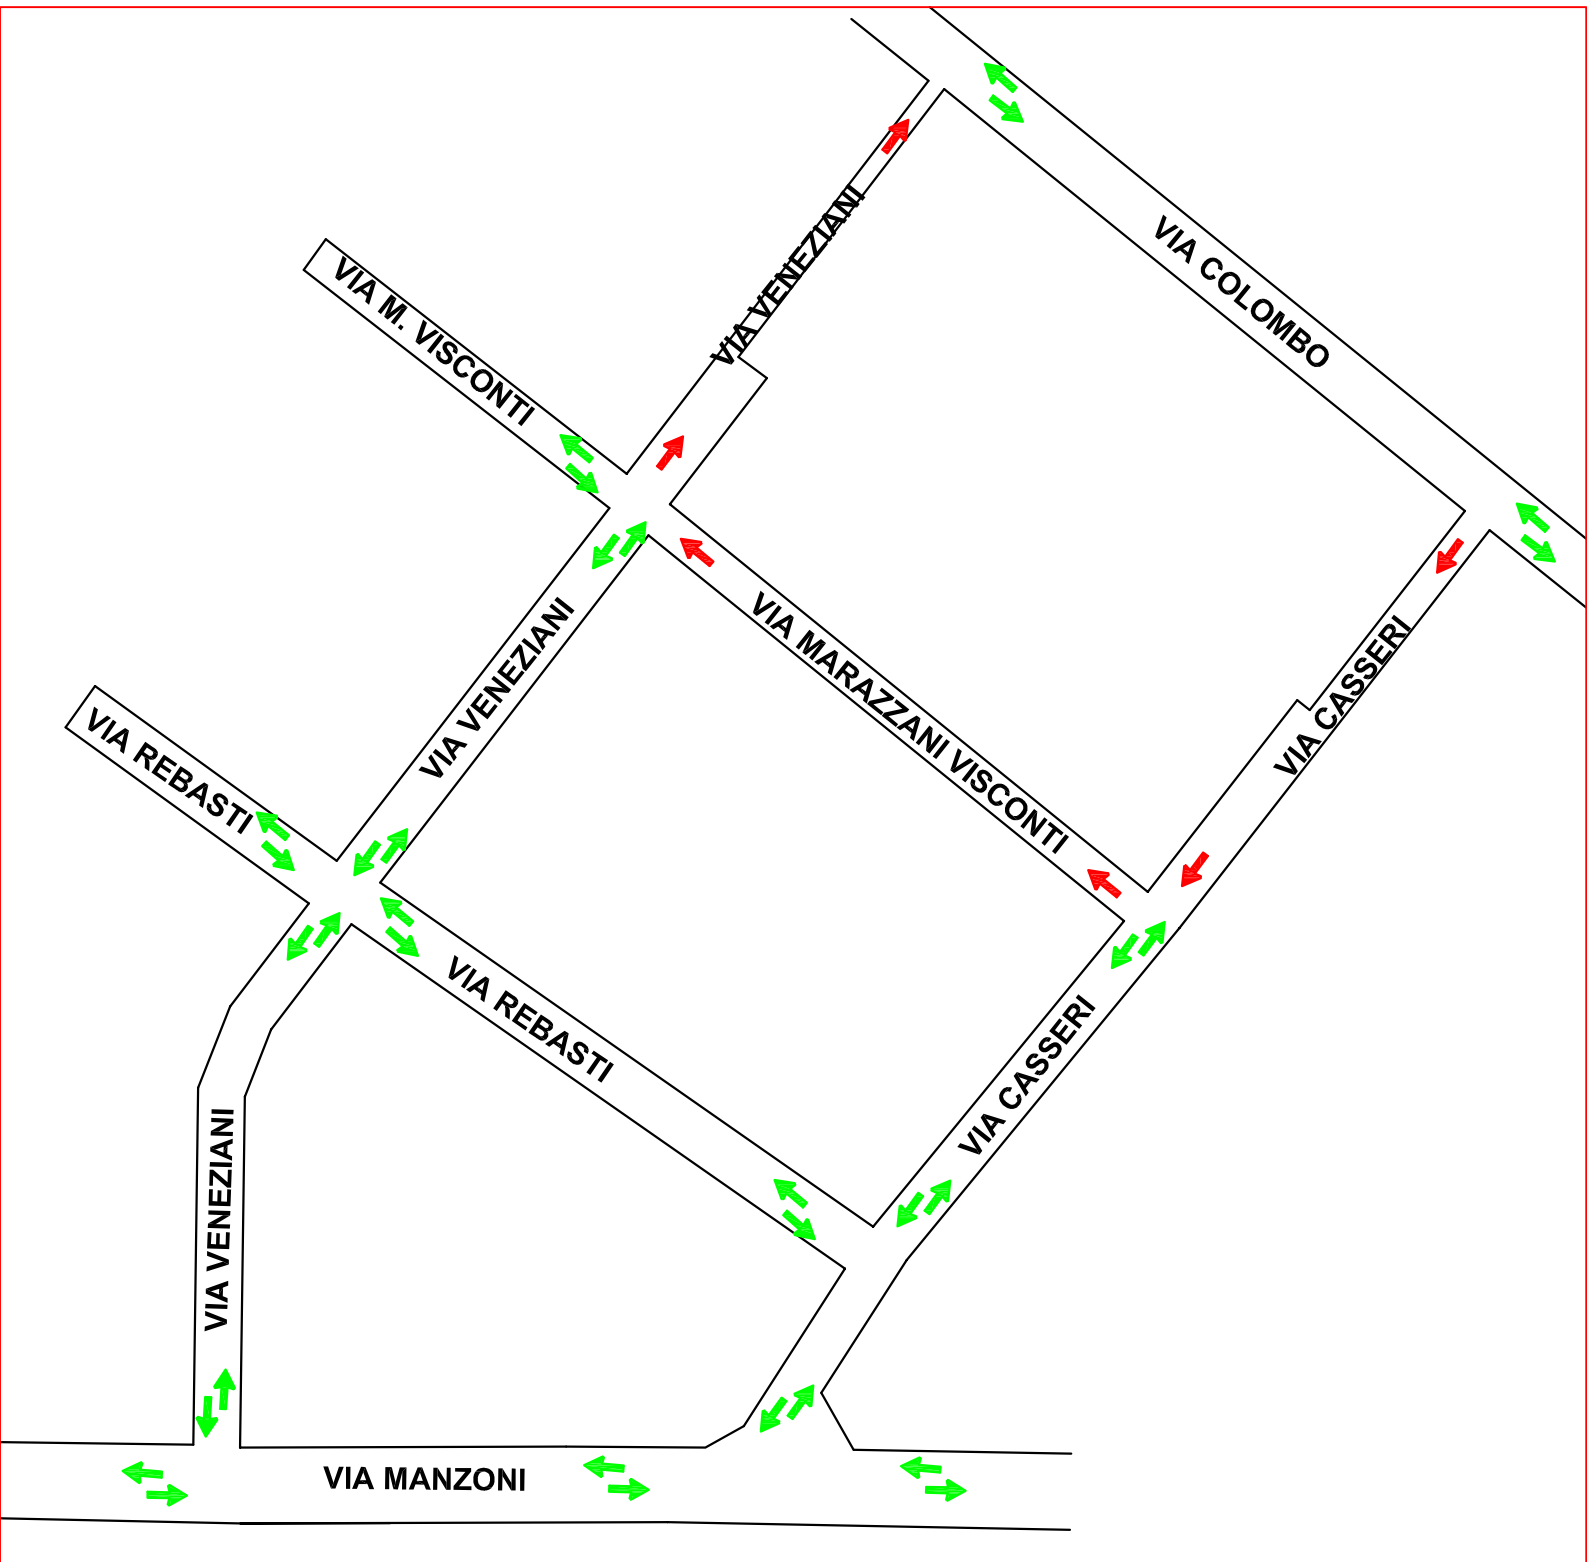 VIA COLOMBO
VIA VENEZIANI
VIA M. VISCONTI
VIA VENEZIANI
VIA MARAZZANI VISCONTI
VIA CASSERI
VIA REBASTI
VIA REBASTI
VIA CASSERI
VIA VENEZIANI
VIA MANZONI